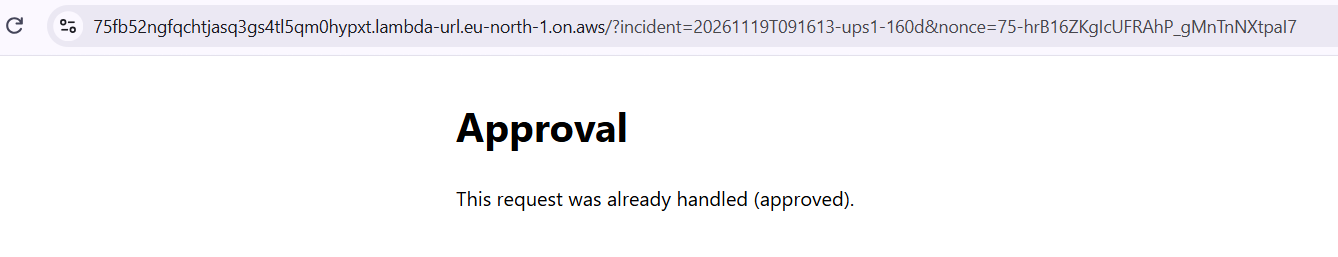 75fb52ngfqchtjasq3gs4tl5qm0hypxt.lambda-url.eu-north-1.on.aws/?incident=20261119T091613-ups1-160d&nonce=75-hrB16ZKgIcUFRAhP_gMnTnNXtpaI7
Approval
This request was already handled (approved).